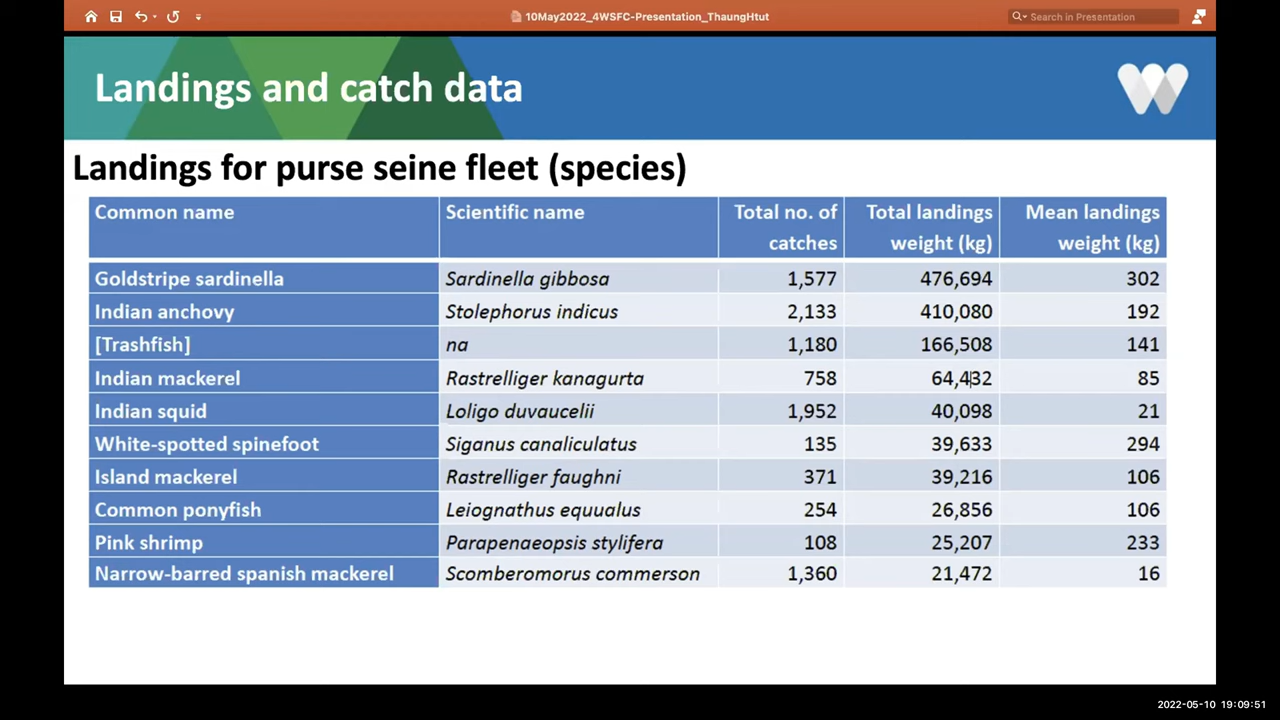 10May2022_4WSFC-Presentation_ThaungHtut
Search in Presentation
Landings and catch data
Landings for purse seine fleet (species)
Common name Scientific name Total no. of catches Total landings weight (kg) Mean landings weight (kg)
Goldstripe sardinella Sardinella gibbosa 1,577 476,694 302
Indian anchovy Stolephorus indicus 2,133 410,080 192
[Trashfish] na 1,180 166,508 141
Indian mackerel Rastrelliger kanagurta 758 64,432 85
Indian squid Loligo duvaucelii 1,952 40,098 21
White-spotted spinefoot Siganus canaliculatus 135 39,633 294
Island mackerel Rastrelliger faughni 371 39,216 106
Common ponyfish Leiognathus equualus 254 26,856 106
Pink shrimp Parapenaeopsis stylifera 108 25,207 233
Narrow-barred spanish mackerel Scomberomorus commerson 1,360 21,472 16
2022-05-10 19:09:51